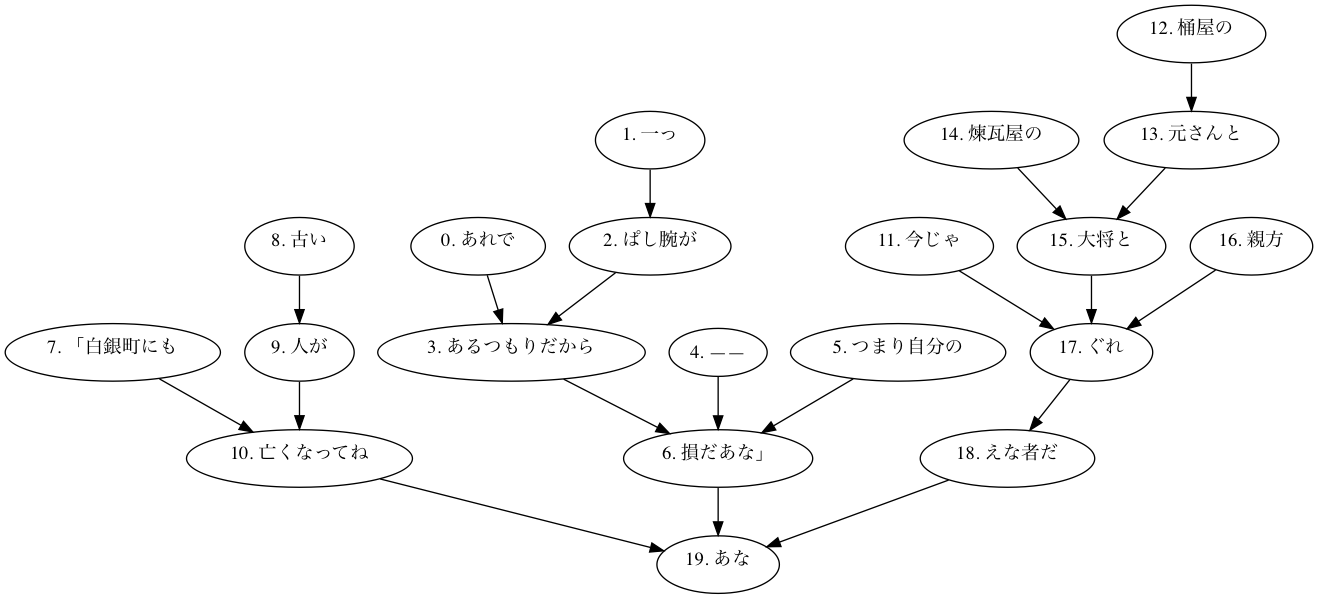 12. 桶屋の
1. 一っ
14. 煉瓦屋の
13. 元さんと
8. 古い
0. あれで
2. ぱし腕が
11. 今じゃ
15. 大将と
16. 親方
7. 「白銀町にも
9. 人が
3. あるつもりだから
4. ――
5. つまり自分の
17. ぐれ
10. 亡くなってね
6. 損だあな」
18. えな者だ
19. あな